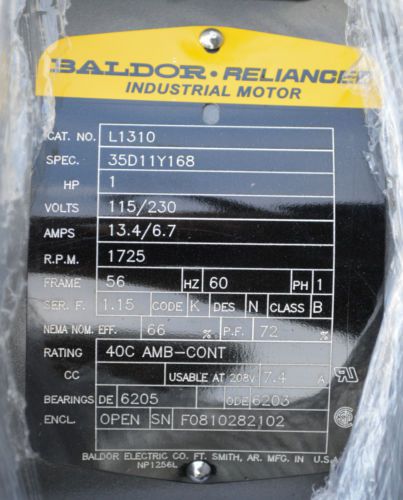 BALDOR • RELIANCE
INDUSTRIAL MOTOR
CAT. NO. L1310
SPEC. 35D11Y168
HP 1
VOLTS 115/230
AMPS 13.4/6.7
R.P.M. 1725
FRAME 56 HZ 60 PH 1
SER. F. 1.15 CODE K DES N CLASS B
NEMA NOM. EFF. 66 % P.F. 72 %
RATING 40C AMB-CONT
CC USABLE AT 208V 7.4 A
BEARINGS DE 6205 ODE 6203
ENCL. OPEN SN F0810282102
BALDOR ELECTRIC CO. FT. SMITH, AR. MFG. IN U.S.A.
NP1256L